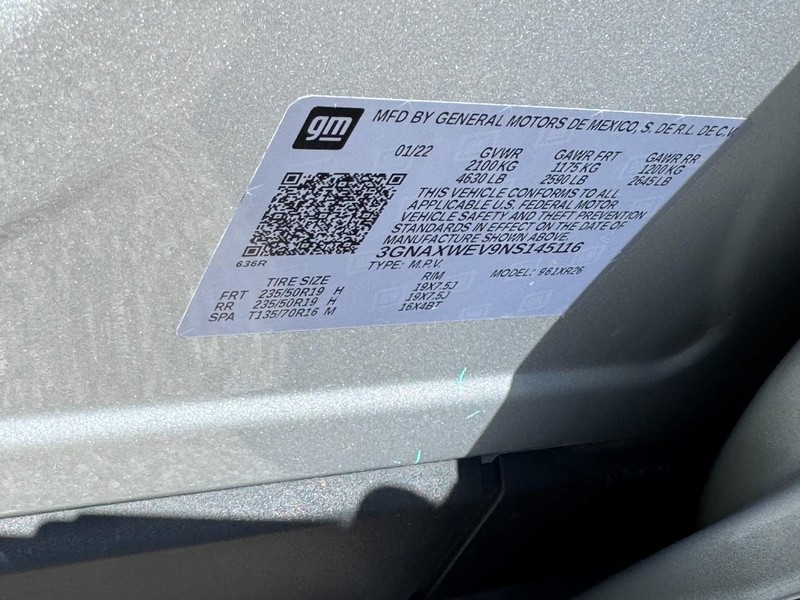 gm MFD BY GENERAL MOTORS DE MEXICO, S. DE R.L. DE C.V.
01/22 GVWR GAWR FRT GAWR RR
2100 KG 1175 KG 1200 KG
4630 LB 2590 LB 2645 LB
THIS VEHICLE CONFORMS TO ALL
APPLICABLE U.S. FEDERAL MOTOR
VEHICLE SAFETY AND THEFT PREVENTION
STANDARDS IN EFFECT ON THE DATE OF
MANUFACTURE SHOWN ABOVE
3GNAXWEV9NS145116
636R TYPE: M.P.V. MODEL: 961XR26
TIRE SIZE RIM
FRT 235/50R19 H 19X7.5J
RR 235/50R19 H 19X7.5J
SPA T135/70R16 M 16X4BT